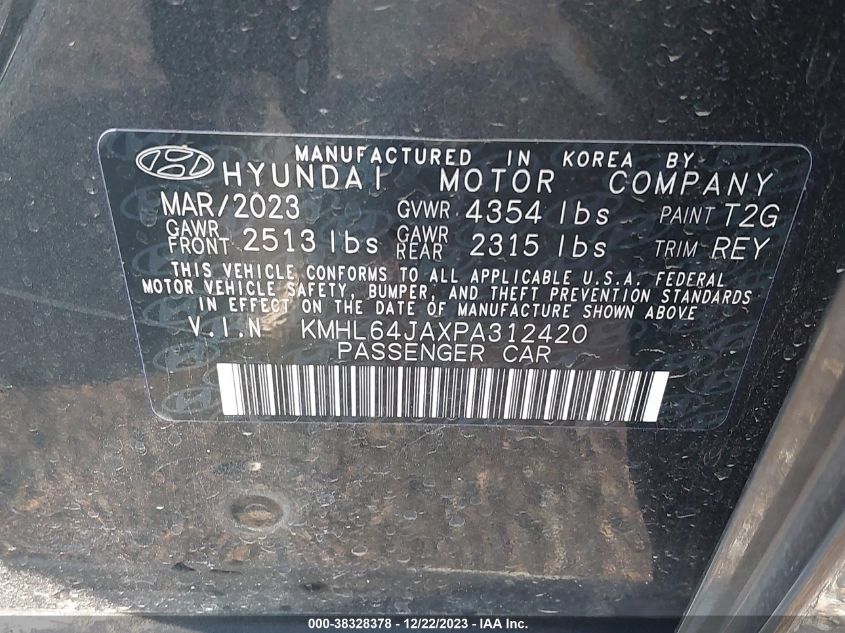 MANUFACTURED IN KOREA BY
HYUNDAI MOTOR COMPANY
MAR/2023 GVWR 4354 lbs PAINT T2G
GAWR FRONT 2513 lbs GAWR REAR 2315 lbs TRIM REY
THIS VEHICLE CONFORMS TO ALL APPLICABLE U.S.A. FEDERAL
MOTOR VEHICLE SAFETY, BUMPER, AND THEFT PREVENTION STANDARDS
IN EFFECT ON THE DATE OF MANUFACTURE SHOWN ABOVE.
V.I.N KMHL64JAXPA312420
PASSENGER CAR
000-38328378 - 12/22/2023 - IAA Inc.